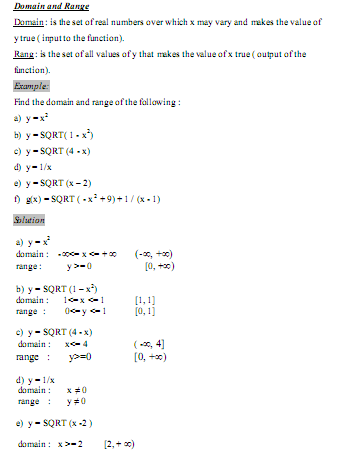 Domain and Range
Domain: is the set of real numbers over which x may vary and makes the value of
y true ( input to the function).
Rang: is the set of all values of y that makes the value of x true ( output of the
function).
Example:
Find the domain and range of the following :
a) y = x²
b) y = SQRT( 1 - x²)
c) y = SQRT (4 - x)
d) y = 1/x
e) y = SQRT (x – 2)
f) g(x) = SQRT ( - x² + 9) + 1 / (x - 1)
Solution
a) y = x²
domain : -∞<= x <= +∞ (-∞, +∞)
range : y >= 0 [0, +∞)
b) y = SQRT (1 – x²)
domain : 1<= x <= 1 [1, 1]
range : 0<= y <= 1 [0, 1]
c) y = SQRT (4 - x)
domain : x<= 4 ( -∞, 4]
range : y>=0 [0, +∞)
d) y = 1/x
domain : x ≠ 0
range : y ≠ 0
e) y = SQRT (x -2 )
domain : x >= 2 [2, + ∞)